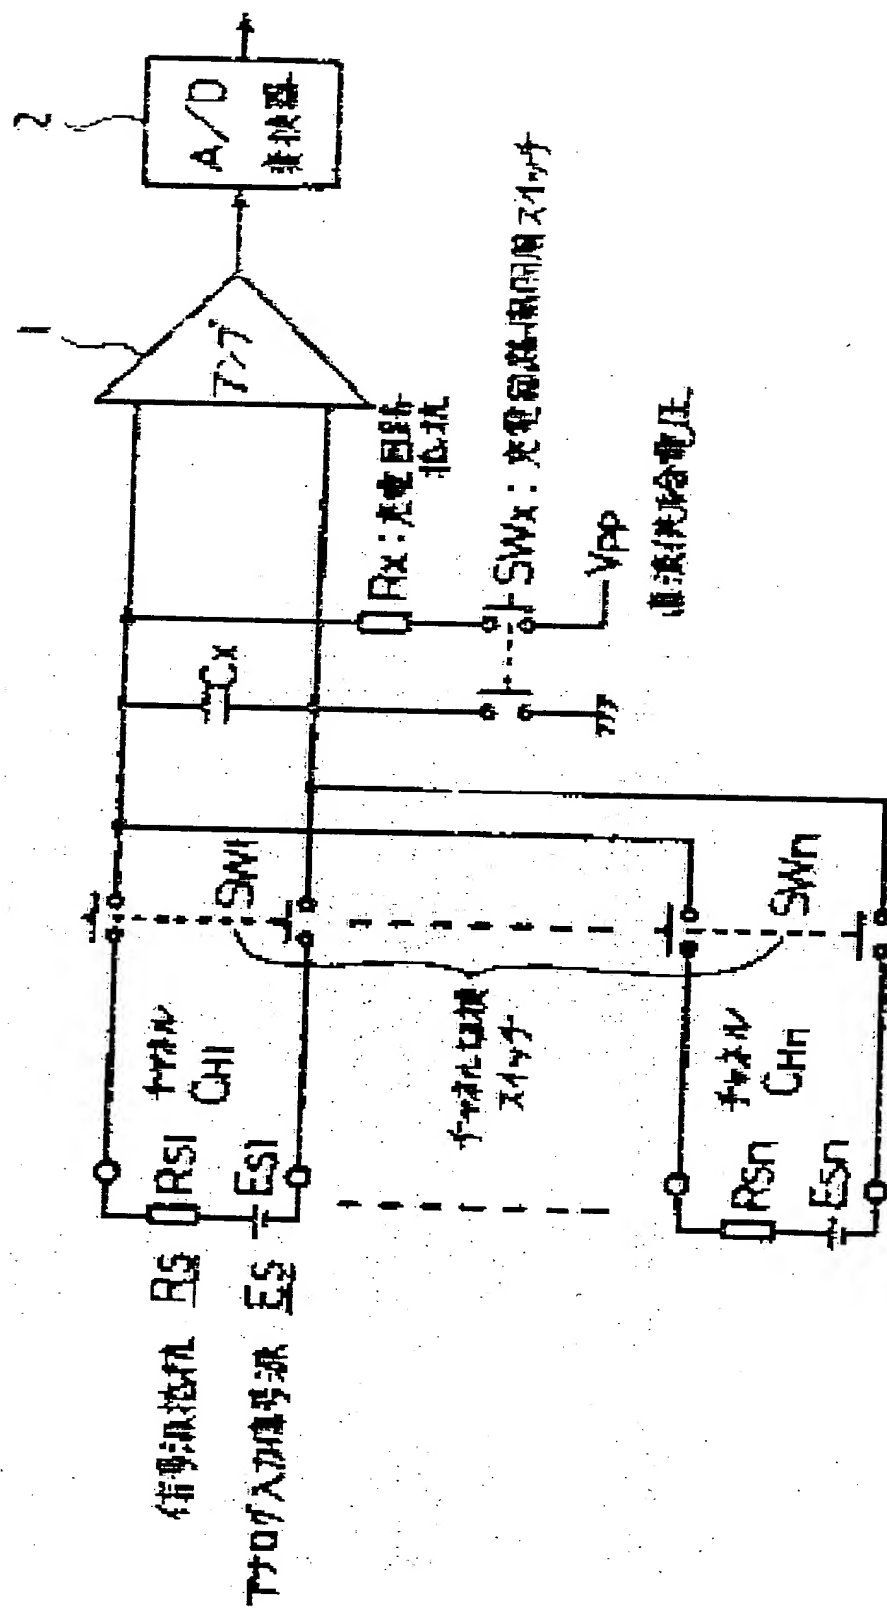 1
2
アンプ
A/D
変換器
Cx
Rx:充電回路
抵抗
SWx:充電回路開閉用スイッチ
Vpp
直流供給電圧
SW1
SWn
チャネル切換
スイッチ
チャネル
CH1
チャネル
CHn
信号源抵抗 Rs
Rs1
アナログ入力信号源 Es
Es1
Rsn
Esn